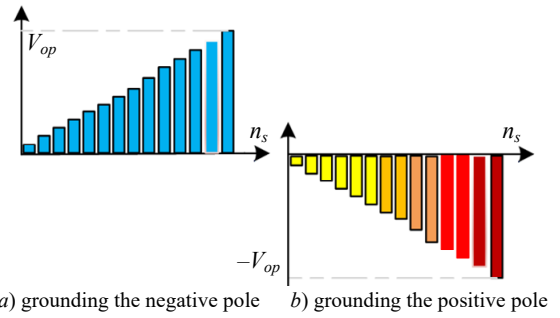 V_op
n_s
n_s
–V_op
a) grounding the negative pole
b) grounding the positive pole